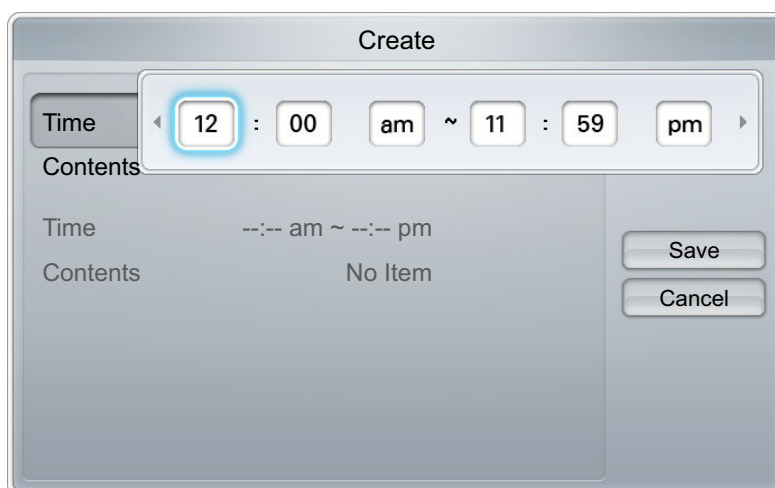 Create
Time 12 : 00 am ~ 11 : 59 pm
Contents
Time --:-- am ~ --:-- pm
Contents No Item
Save
Cancel